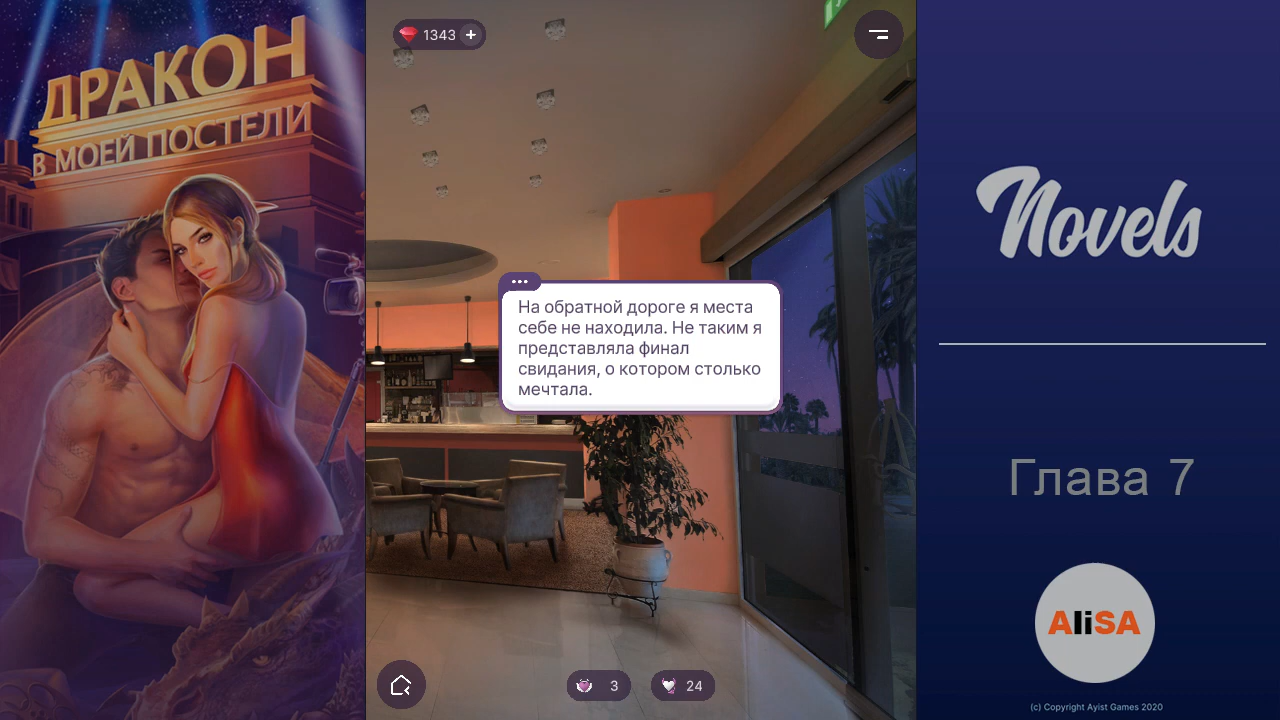 ДРАКОН
В МОЕЙ ПОСТЕЛИ
1343 +
На обратной дороге я места
себе не находила. Не таким я
представляла финал
свидания, о котором столько
мечтала.
3
24
Novels
Глава 7
AliSA
(c) Copyright Ayist Games 2020